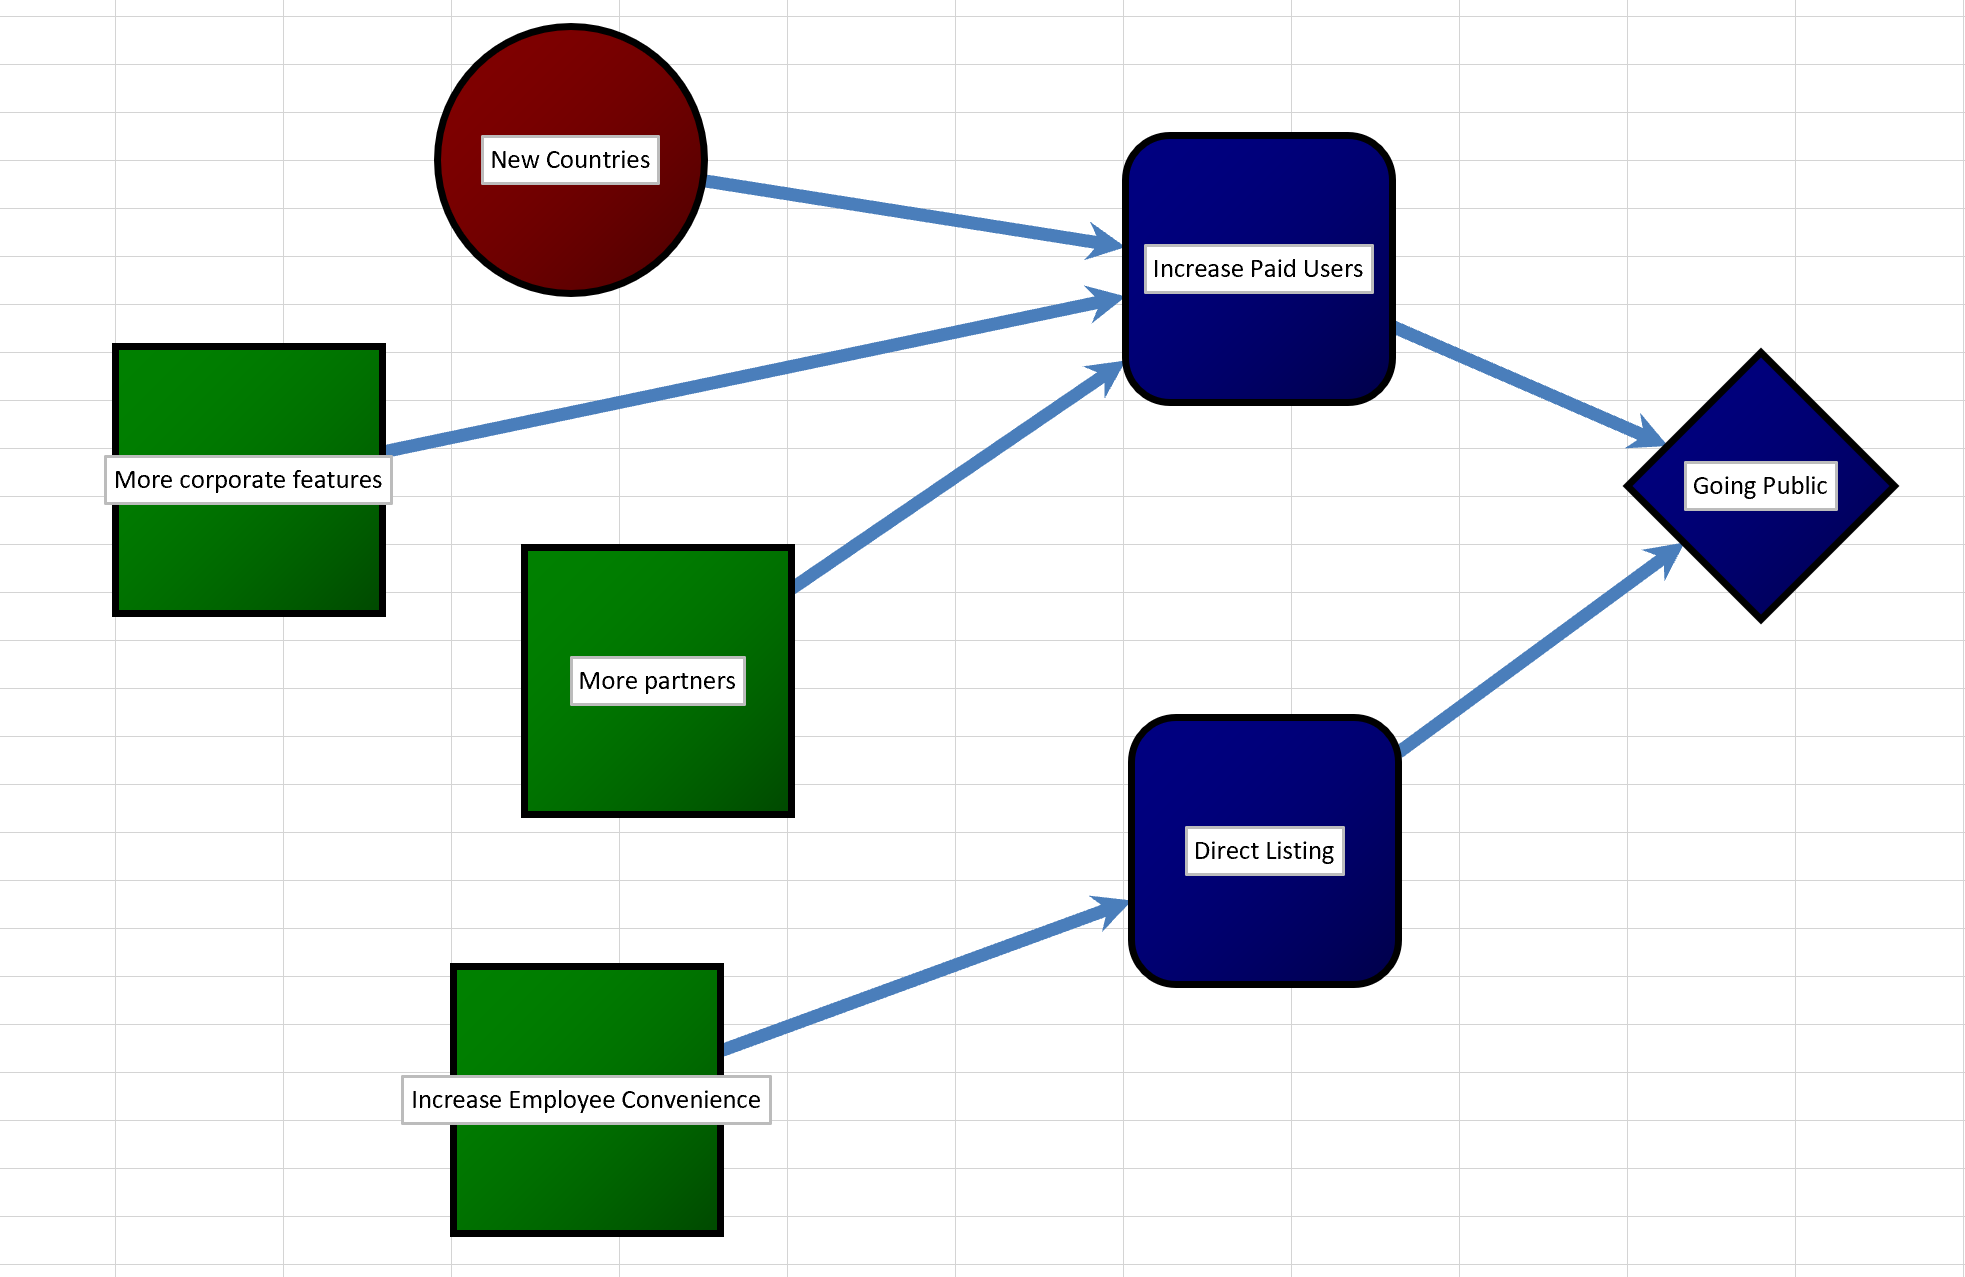 New Countries
Increase Paid Users
More corporate features
Going Public
More partners
Direct Listing
Increase Employee Convenience